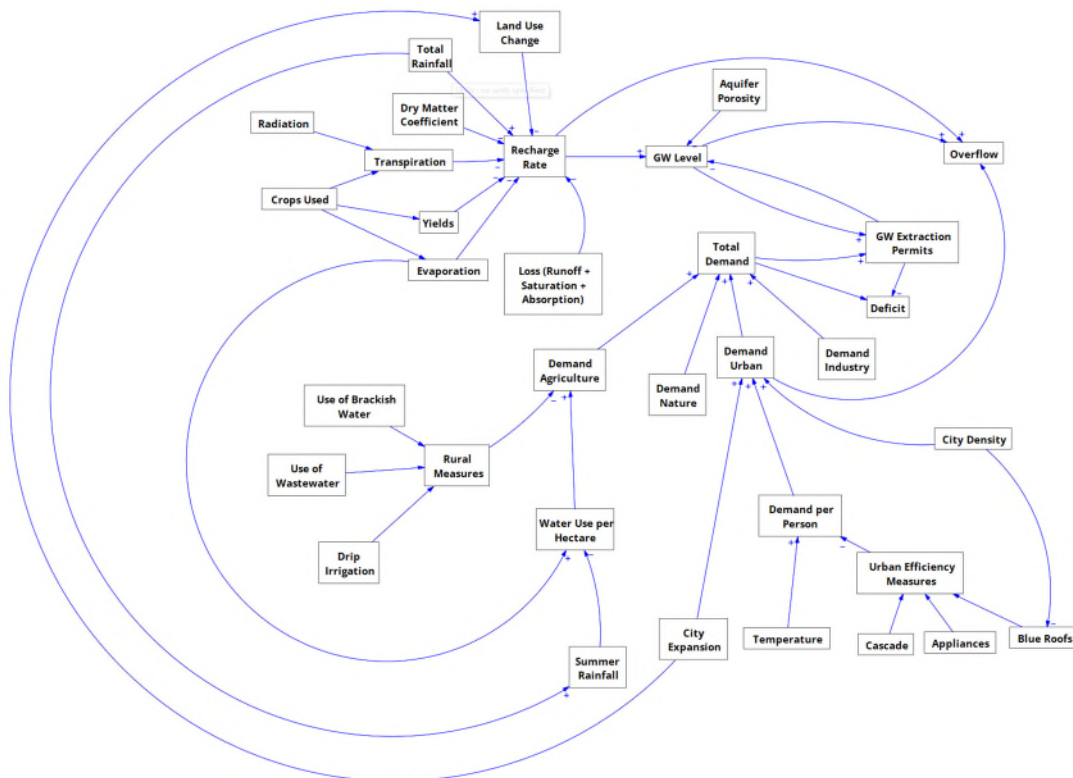 Land Use
Change
Total
Rainfall
Aquifer
Porosity
Dry Matter
Coefficient
Radiation
Recharge
Rate
GW Level
Overflow
Transpiration
Crops Used
Yields
GW Extraction
Permits
Total
Demand
Evaporation
Loss (Runoff +
Saturation +
Absorption)
Deficit
Demand
Agriculture
Demand
Urban
Demand
Industry
Demand
Nature
Use of Brackish
Water
City Density
Rural
Measures
Use of
Wastewater
Demand per
Person
Water Use per
Hectare
Drip
Irrigation
Urban Efficiency
Measures
City
Expansion
Temperature
Cascade
Appliances
Blue Roofs
Summer
Rainfall